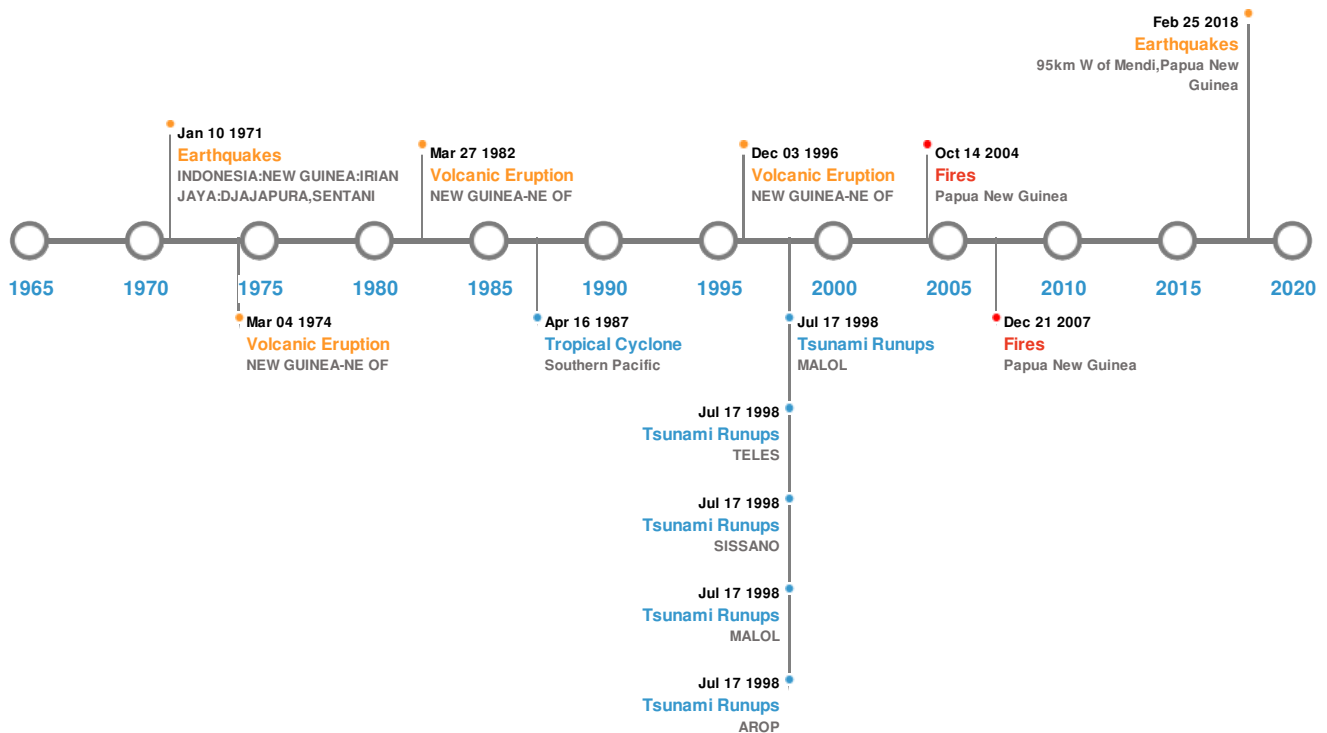 Feb 25 2018
Earthquakes
95km W of Mendi,Papua New
Guinea
Jan 10 1971
Earthquakes
INDONESIA:NEW GUINEA:IRIAN
JAYA:DJAJAPURA,SENTANI
Mar 27 1982
Volcanic Eruption
NEW GUINEA-NE OF
Dec 03 1996
Volcanic Eruption
NEW GUINEA-NE OF
Oct 14 2004
Fires
Papua New Guinea
1965 1970 1975 1980 1985 1990 1995 2000 2005 2010 2015 2020
Mar 04 1974
Volcanic Eruption
NEW GUINEA-NE OF
Apr 16 1987
Tropical Cyclone
Southern Pacific
Jul 17 1998
Tsunami Runups
MALOL
Dec 21 2007
Fires
Papua New Guinea
Jul 17 1998
Tsunami Runups
TELES
Jul 17 1998
Tsunami Runups
SISSANO
Jul 17 1998
Tsunami Runups
MALOL
Jul 17 1998
Tsunami Runups
AROP